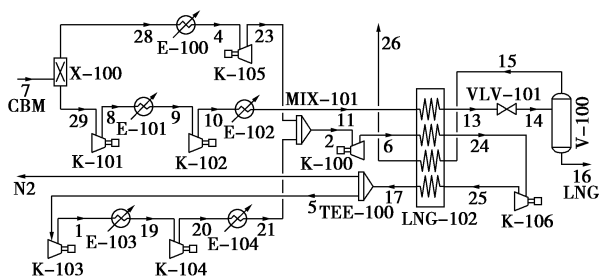 28
E-100
4
23
K-105
26
15
7
CBM
X-100
29
8
E-101
9
10
E-102
MIX-101
11
VLV-101
13
14
V-100
K-101
K-102
2
K-100
6
24
16
LNG
N2
5
TEE-100
17
LNG-102
25
K-106
1
E-103
19
20
E-104
21
K-103
K-104